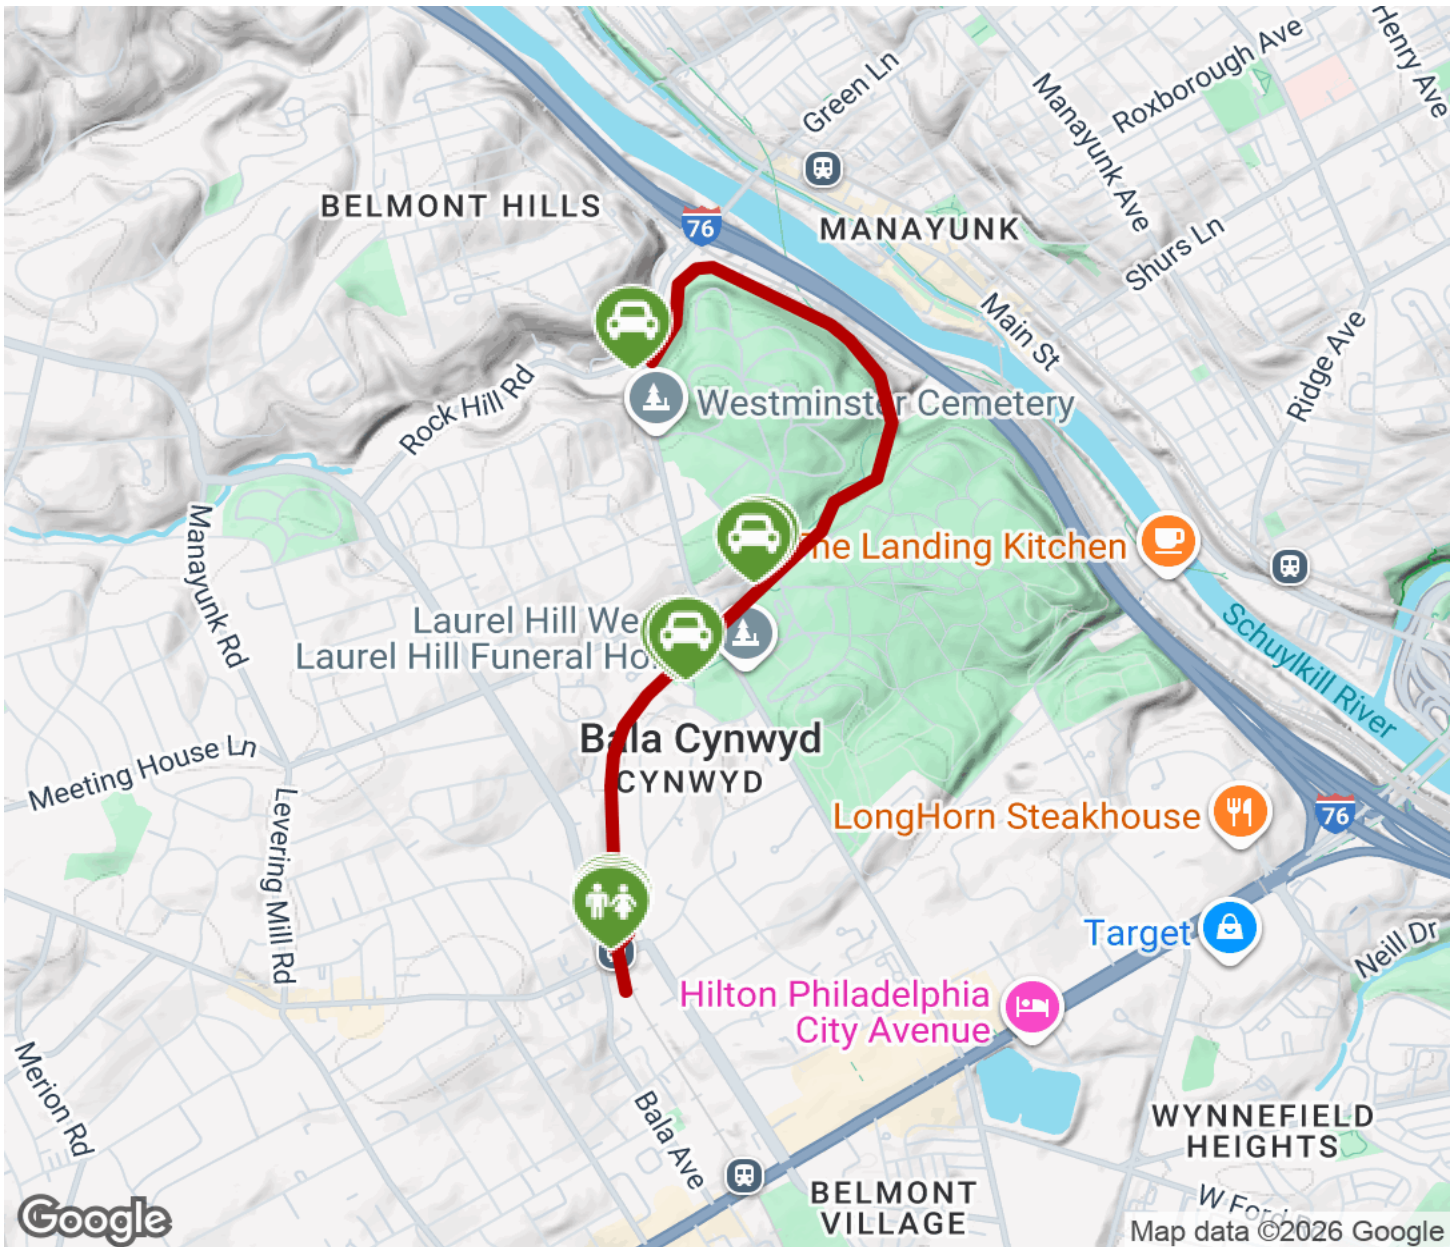 Henry Ave
Roxborough Ave
Green Ln
Manayunk Ave
BELMONT HILLS
76
MANAYUNK
Shurs Ln
Main St
Ridge Ave
Westminster Cemetery
Rock Hill Rd
The Landing Kitchen
Manayunk Rd
Laurel Hill We
Laurel Hill Funeral Ho
Schuylkill River
Bala Cynwyd
CYNWYD
Meeting House Ln
Levering Mill Rd
LongHorn Steakhouse
76
Target
Neill Dr
Hilton Philadelphia
City Avenue
Merion Rd
Bala Ave
WYNNEFIELD
HEIGHTS
BELMONT
VILLAGE
W Ford
Google
Map data ©2026 Google